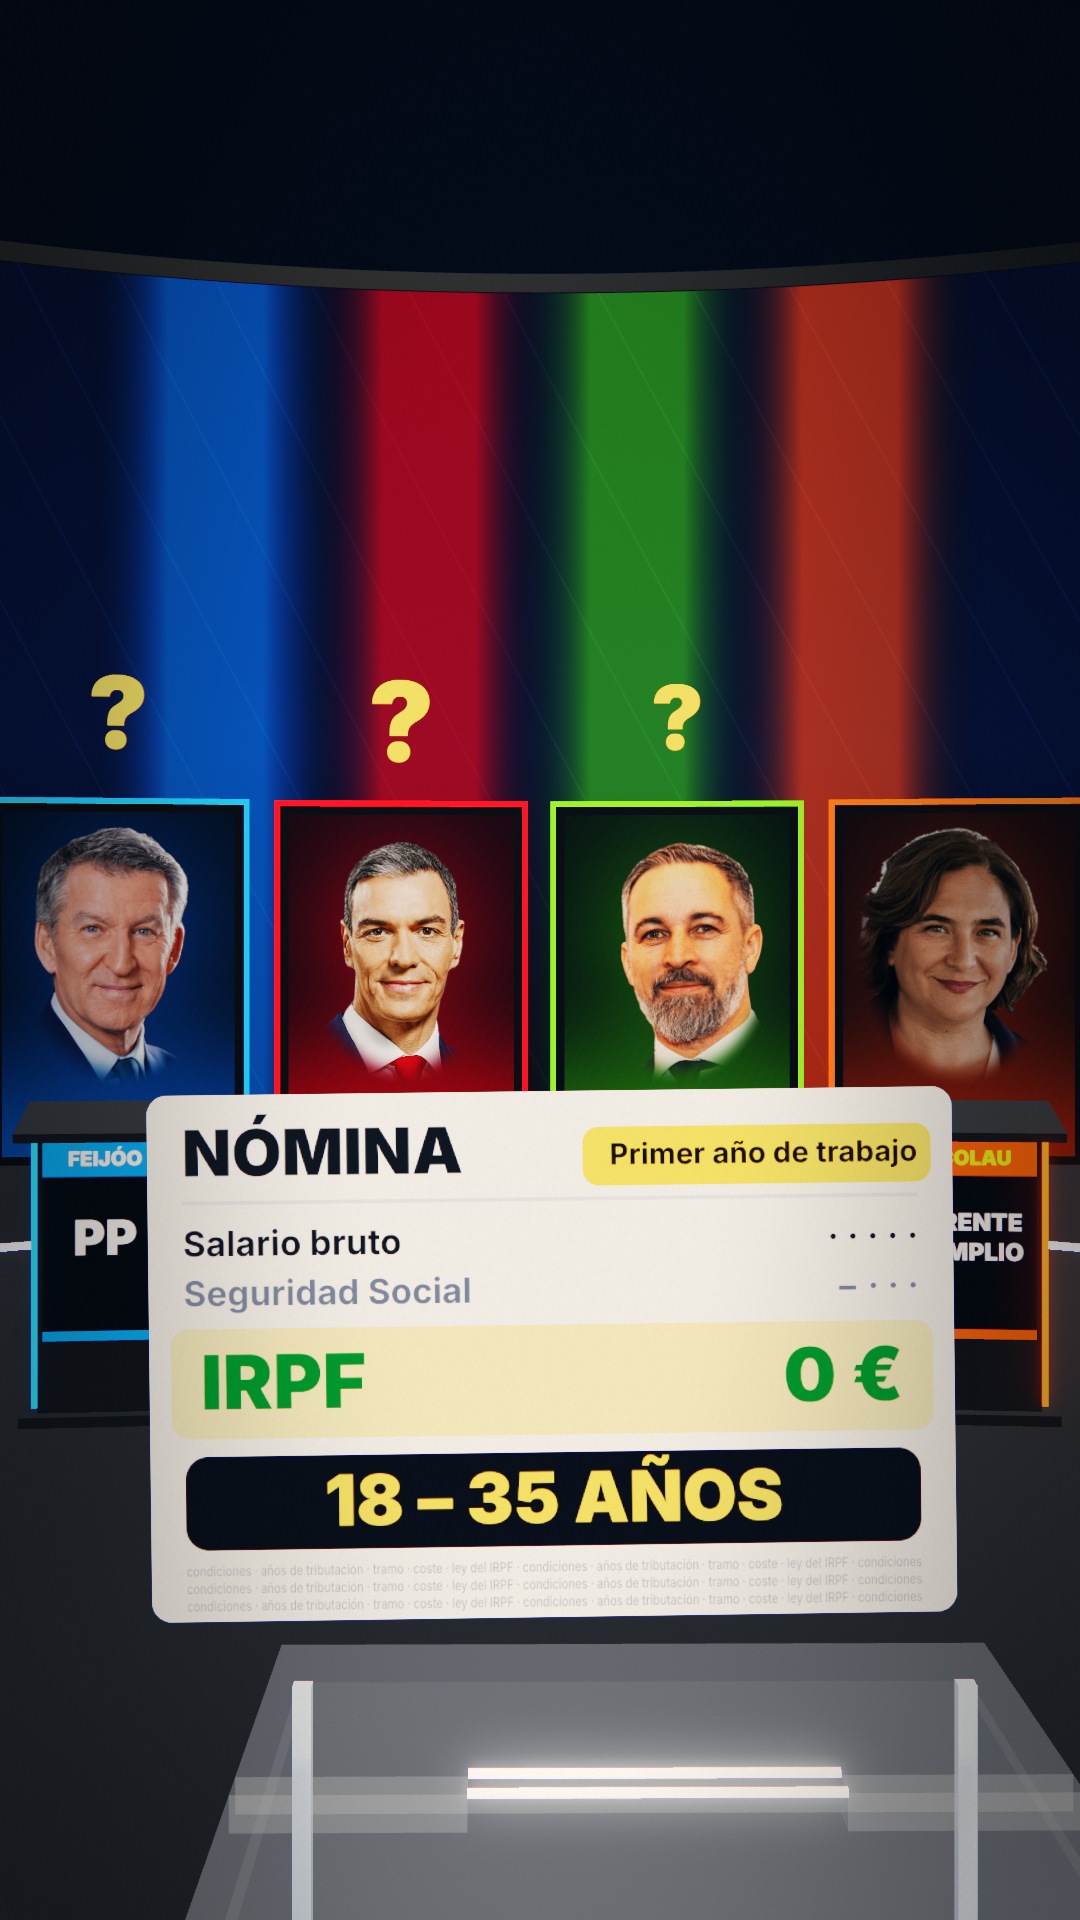 ?
?
?
FEIJÓO
PP
COLAU
FRENTE
AMPLIO
NÓMINA
Primer año de trabajo
Salario bruto
· · · · ·
Seguridad Social
– · · ·
IRPF
0 €
18 – 35 AÑOS
condiciones · años de tributación · tramo · coste · ley del IRPF · condiciones · años de tributación · tramo · coste · ley del IRPF · condiciones
condiciones · años de tributación · tramo · coste · ley del IRPF · condiciones · años de tributación · tramo · coste · ley del IRPF · condiciones
condiciones · años de tributación · tramo · coste · ley del IRPF · condiciones · años de tributación · tramo · coste · ley del IRPF · condiciones